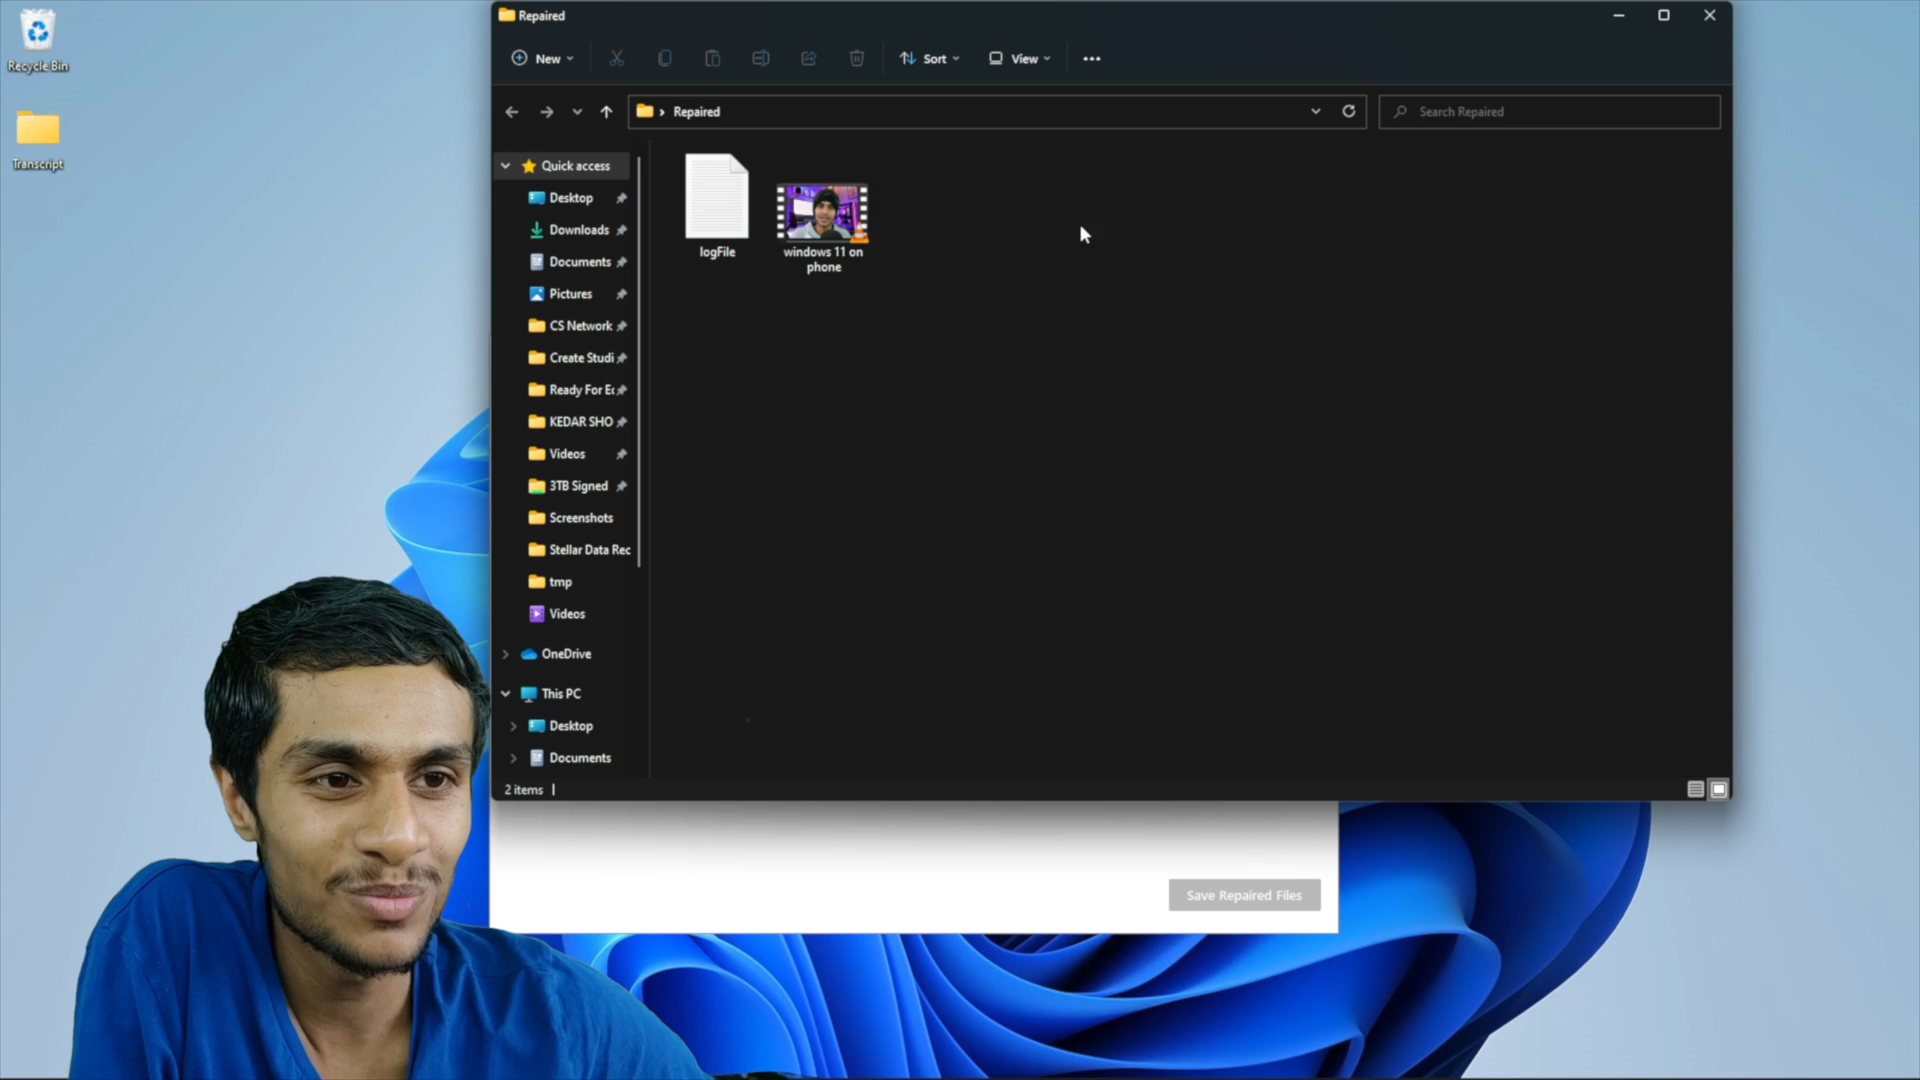 Recycle Bin
Transcript
Repaired
New
Sort
View
Repaired
Search Repaired
Quick access
Desktop
Downloads
Documents
Pictures
CS Network
Create Studi
Ready For Ec
KEDAR SHO
Videos
3TB Signed
Screenshots
Stellar Data Rec
tmp
Videos
OneDrive
This PC
Desktop
Documents
logFile
windows 11 on
phone
2 items
Save Repaired Files